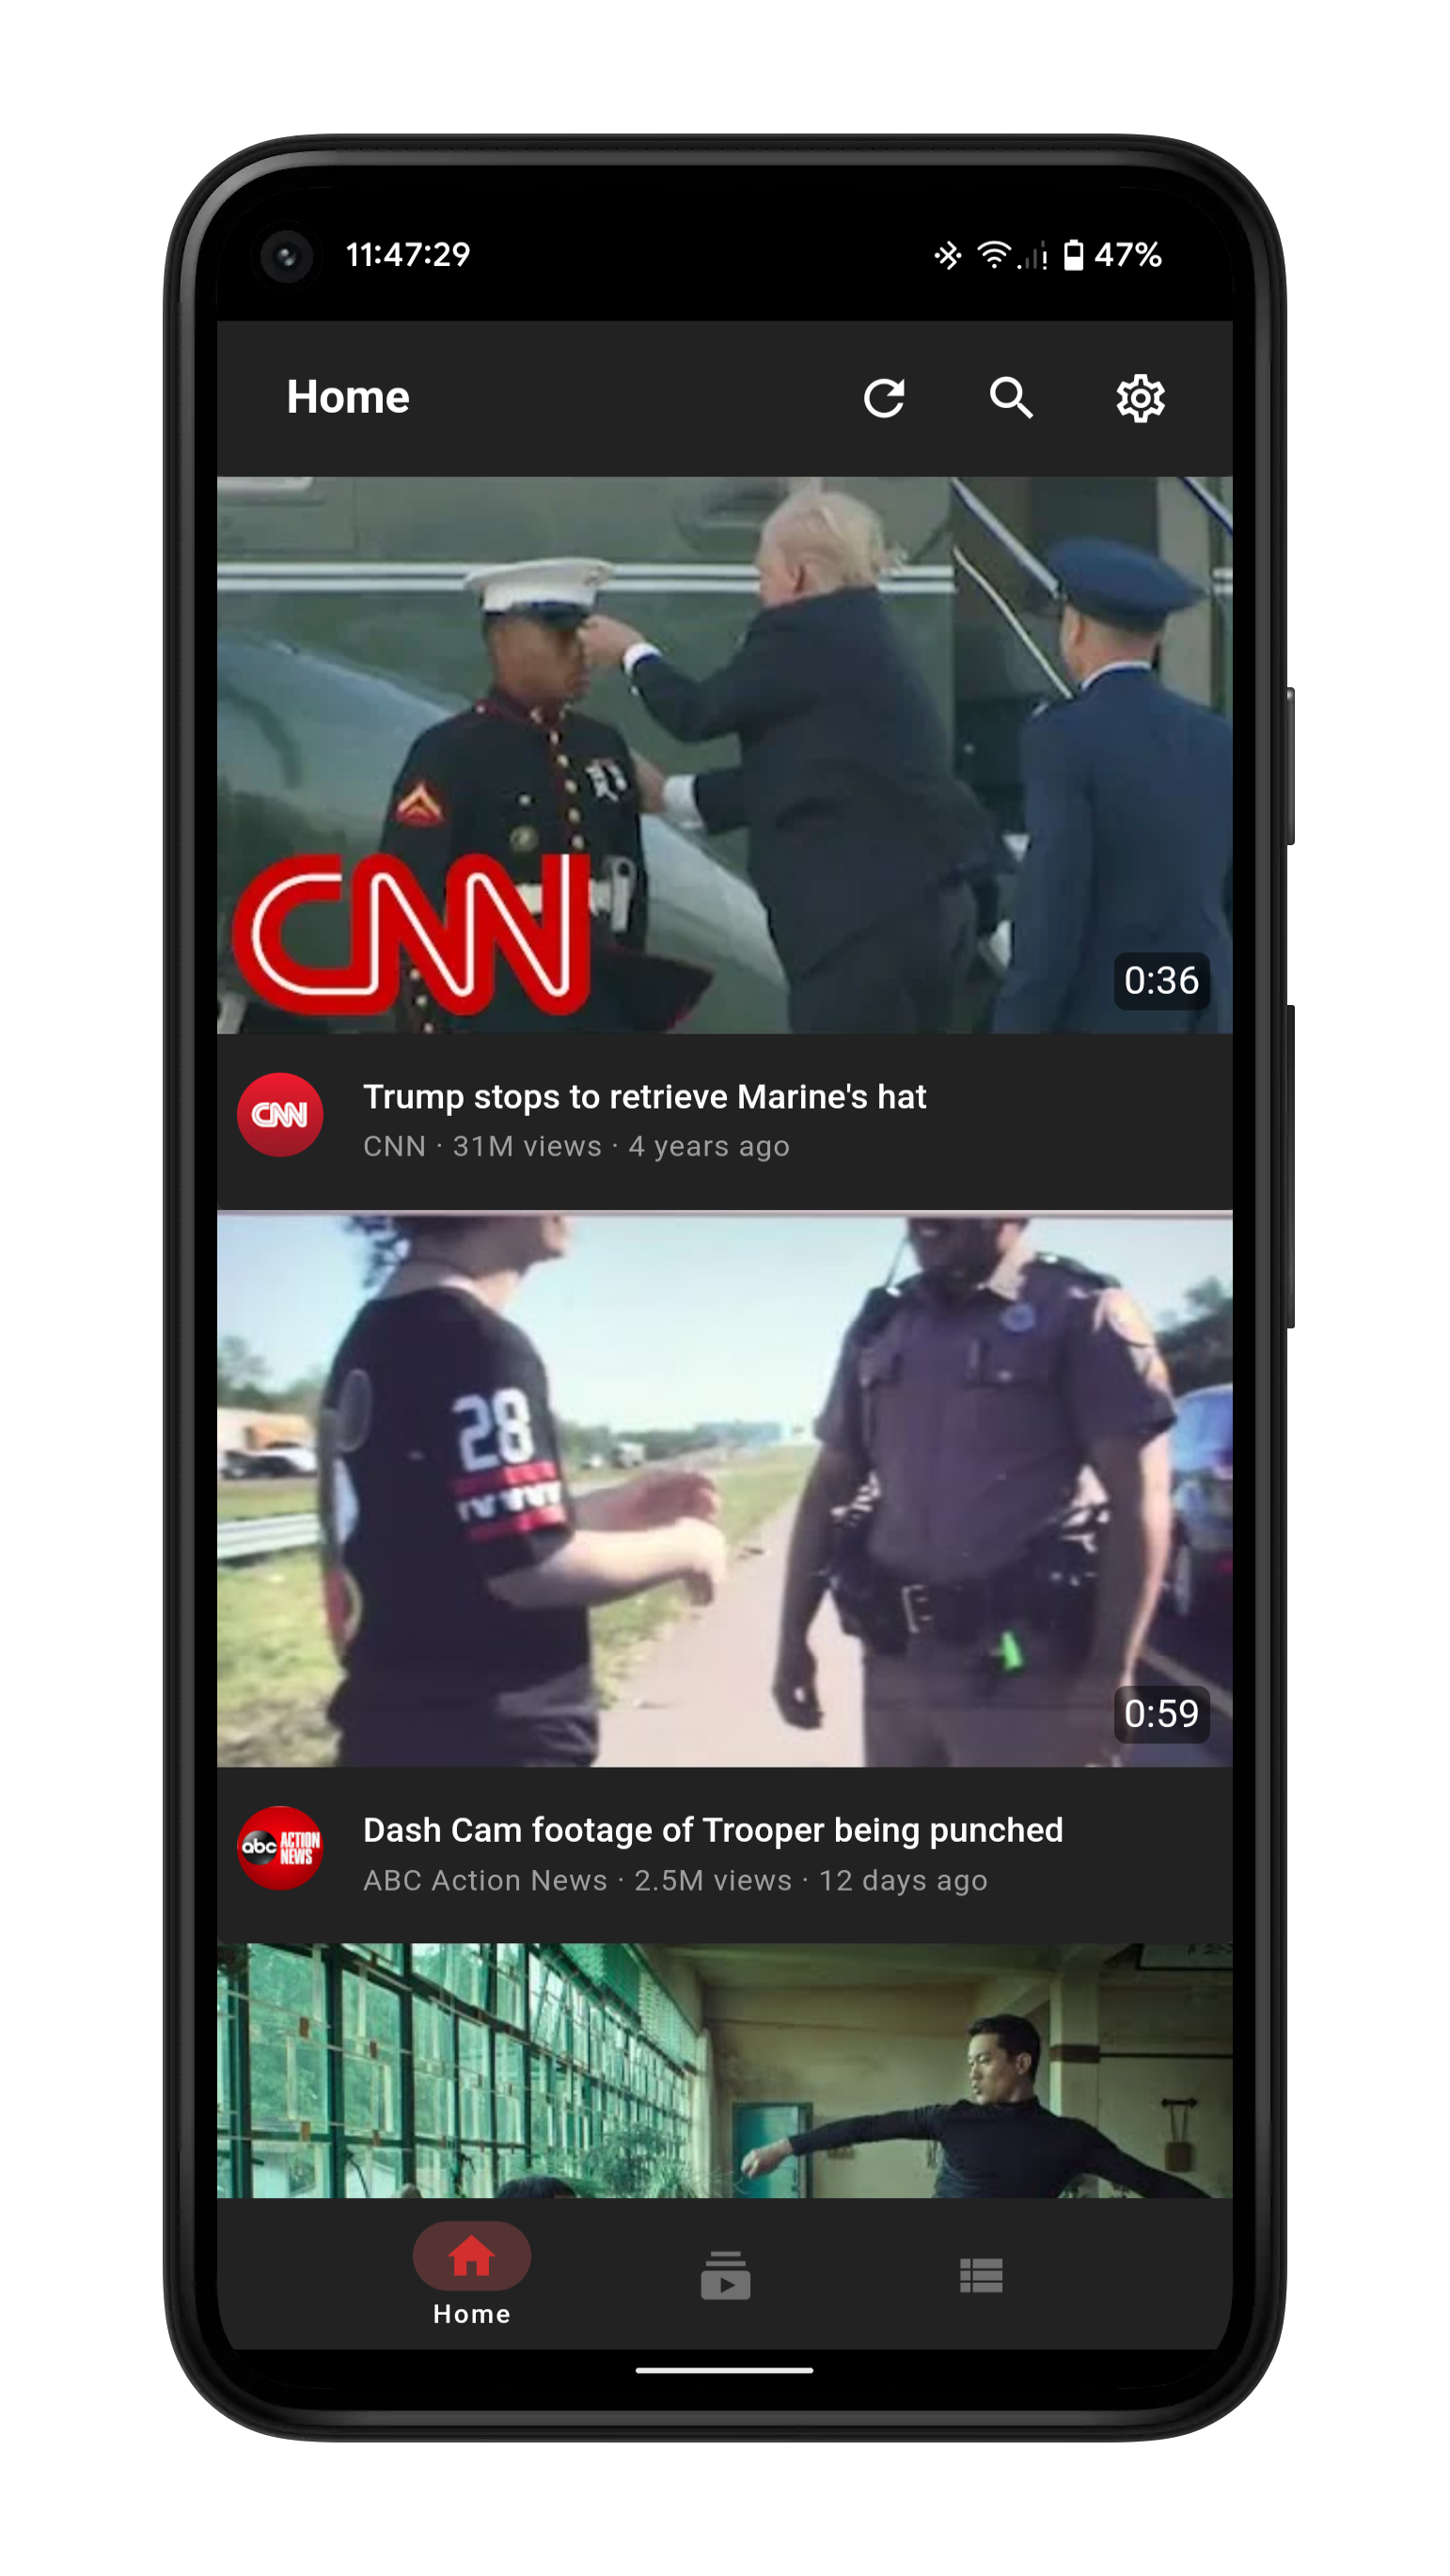 11:47:29
47%
Home
CNN
0:36
CNN
Trump stops to retrieve Marine's hat
CNN · 31M views · 4 years ago
28
0:59
abc ACTION
NEWS
Dash Cam footage of Trooper being punched
ABC Action News · 2.5M views · 12 days ago
Home